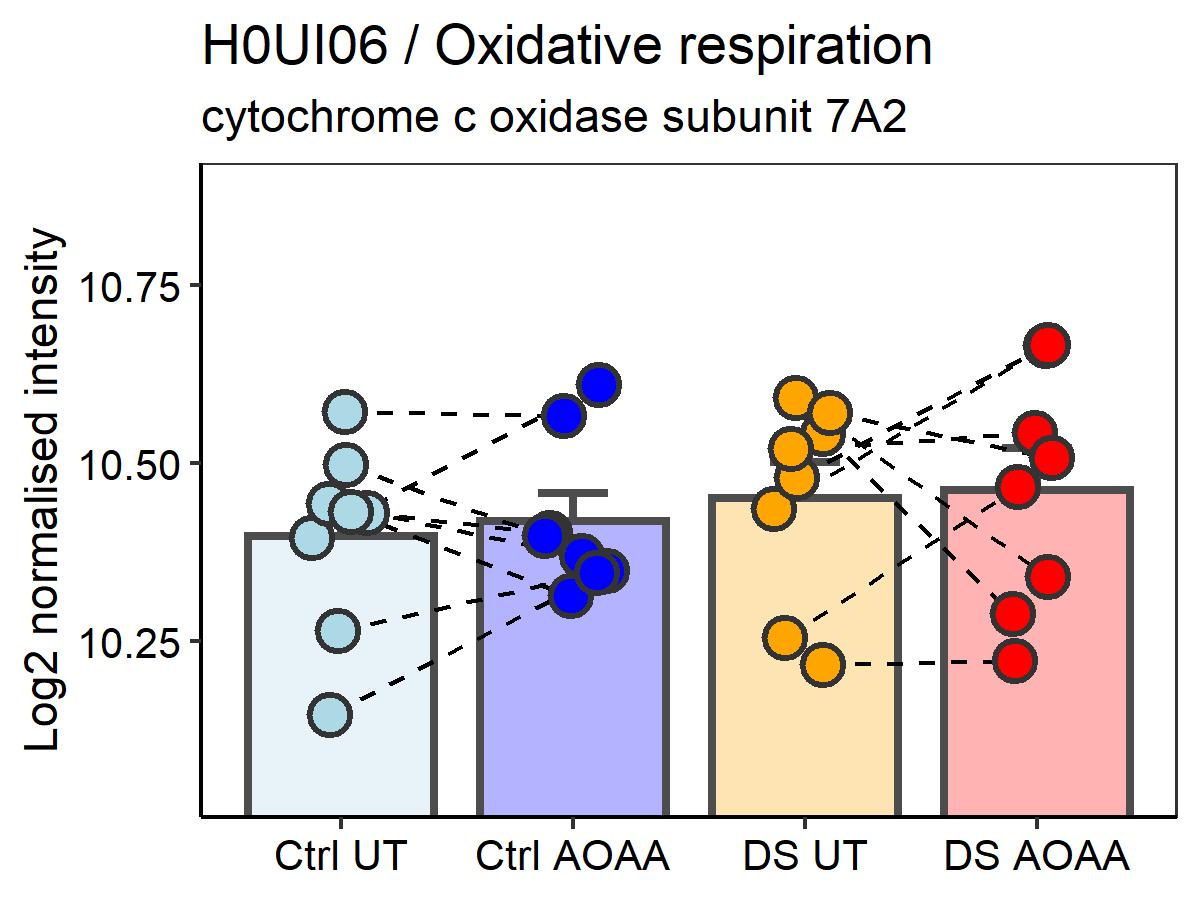 H0UI06 / Oxidative respiration
cytochrome c oxidase subunit 7A2
Log2 normalised intensity
10.75
10.50
10.25
Ctrl UT
Ctrl AOAA
DS UT
DS AOAA